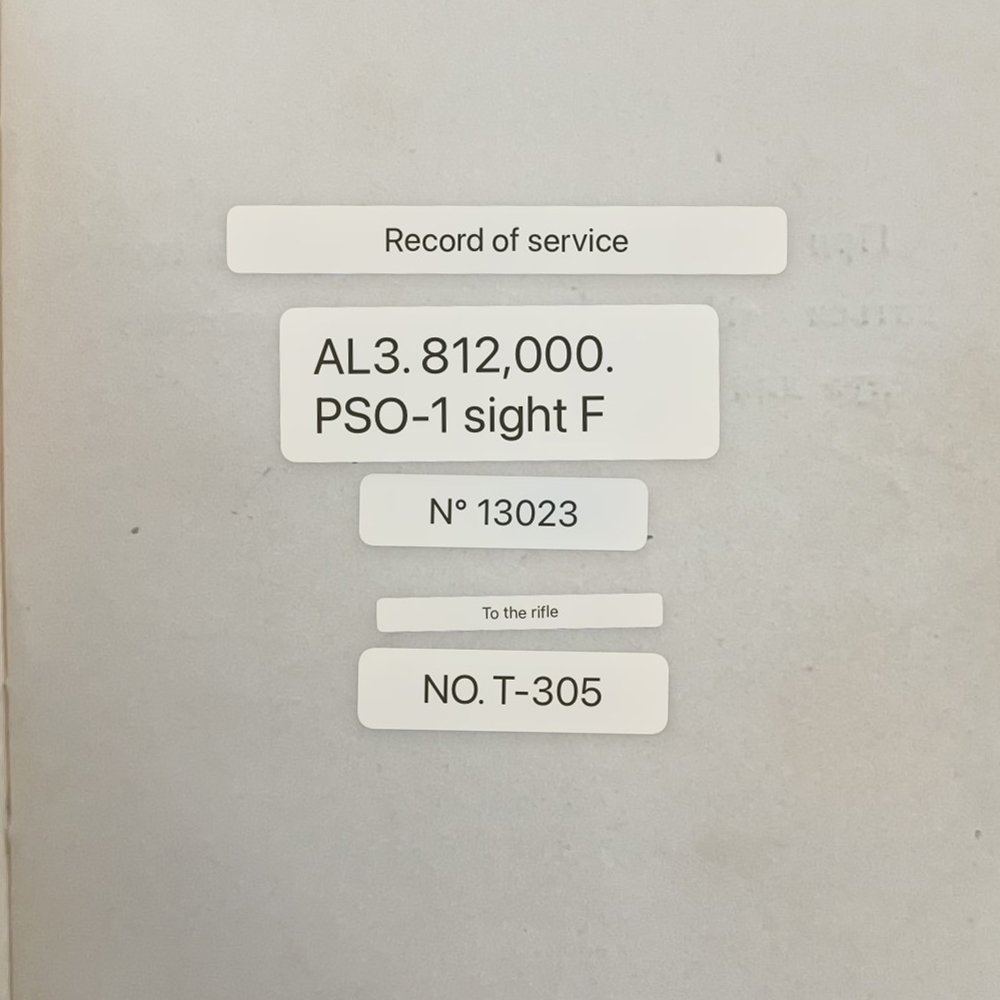 Record of service
AL3. 812,000.
PSO-1 sight F
N° 13023
To the rifle
NO. T-305